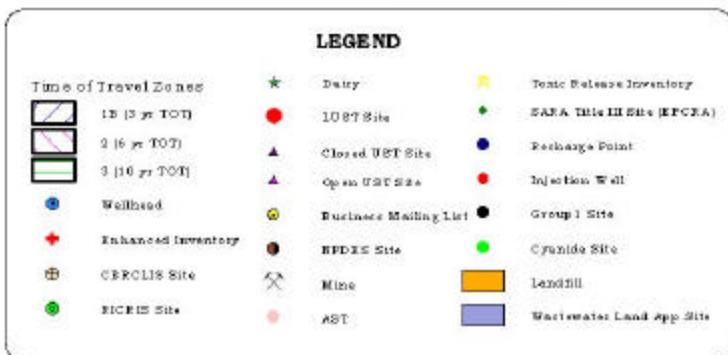 LEGEND
Time of Travel Zones
1B (3 yr TOT)
2 (6 yr TOT)
3 (10 yr TOT)
Wellhead
Enhanced Inventory
CERCLIS Site
RICRIS Site
Dairy
LUST Site
Closed UST Site
Open UST Site
Business Mailing List
NPDES Site
Mine
AST
Toxic Release Inventory
SARA Title III Site (EPCRA)
Recharge Point
Injection Well
Group 1 Site
Cyanide Site
Landfill
Wastewater Land App Site